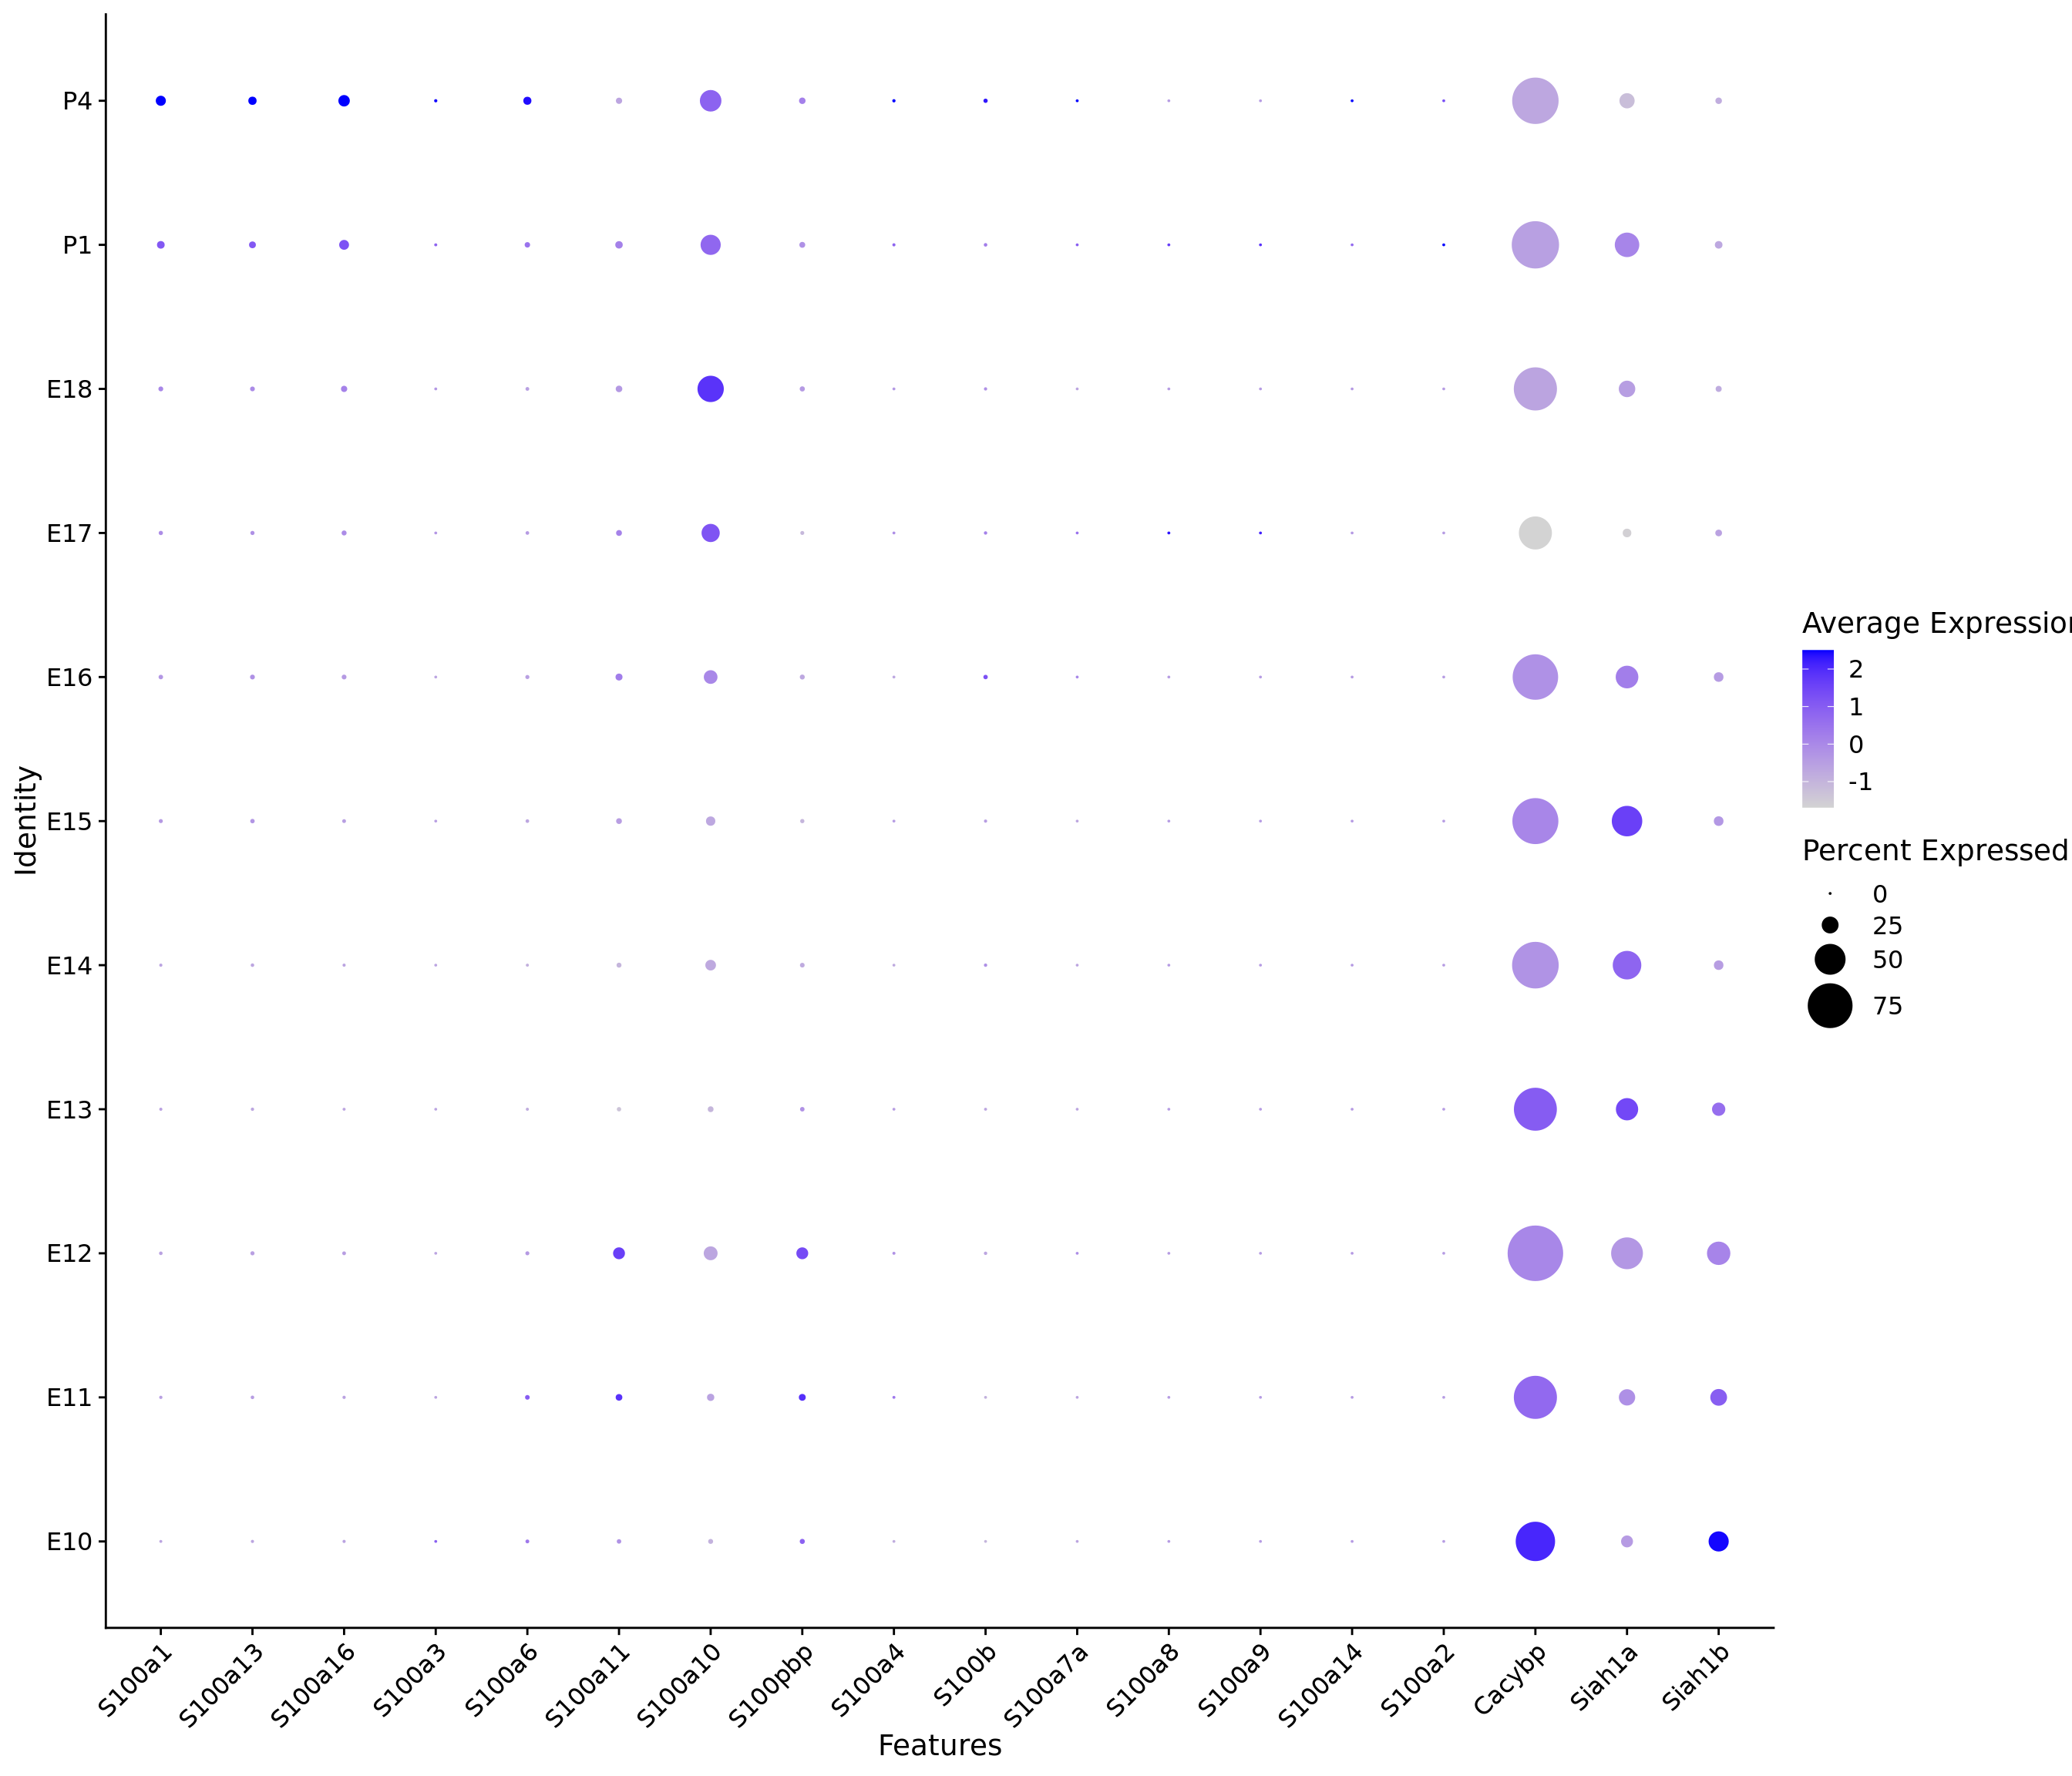 P4
P1
E18
E17
E16
E15
E14
E13
E12
E11
E10
Identity
S100a1
S100a13
S100a16
S100a3
S100a6
S100a11
S100a10
S100pbp
S100a4
S100b
S100a7a
S100a8
S100a9
S100a14
S100a2
Cacybp
Siah1a
Siah1b
Features
Average Expression
2
1
0
-1
Percent Expressed
0
25
50
75